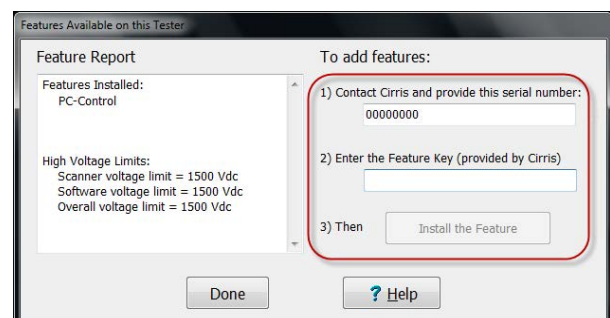 Features Available on this Tester
Feature Report
Features Installed:
PC-Control
High Voltage Limits:
Scanner voltage limit = 1500 Vdc
Software voltage limit = 1500 Vdc
Overall voltage limit = 1500 Vdc
To add features:
1) Contact Cirris and provide this serial number:
00000000
2) Enter the Feature Key (provided by Cirris)
3) Then Install the Feature
Done
? Help